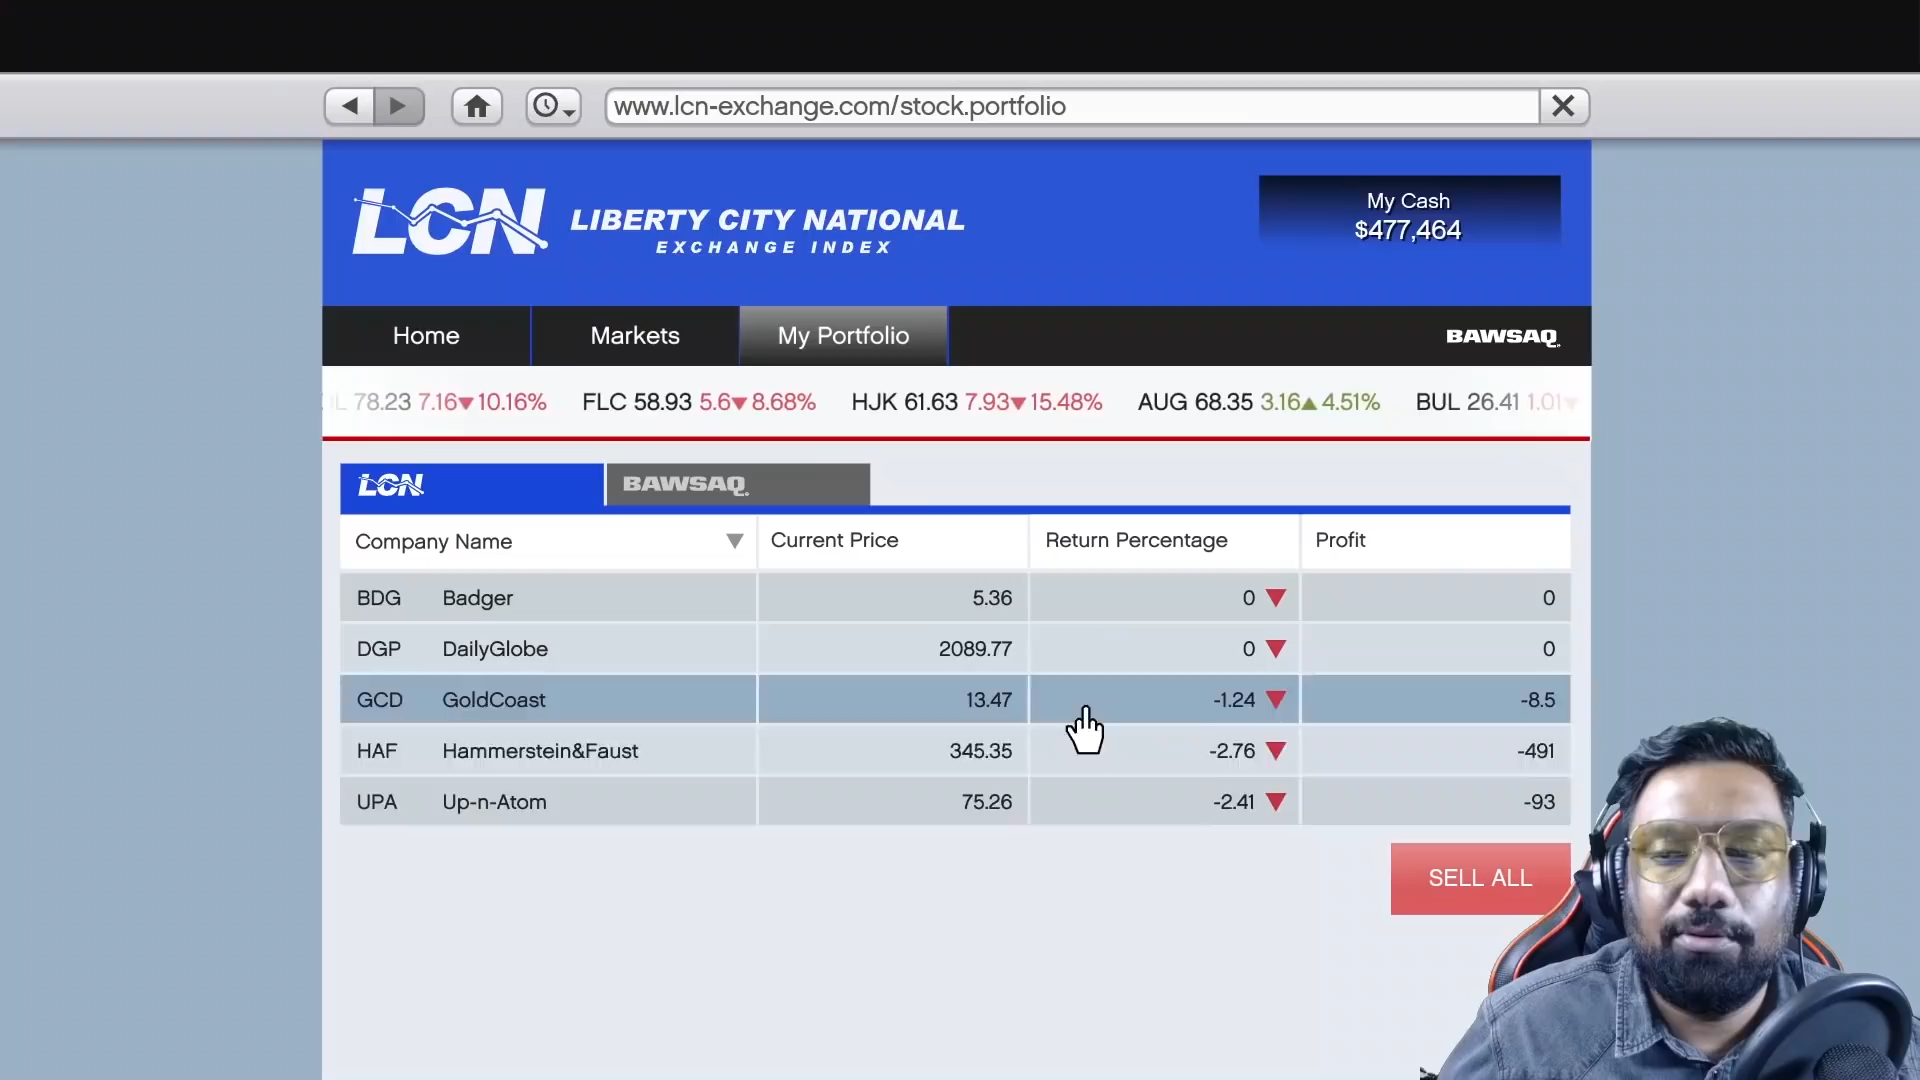 www.lcn-exchange.com/stock.portfolio
LCN LIBERTY CITY NATIONAL
EXCHANGE INDEX
My Cash
$477,464
Home Markets My Portfolio BAWSAQ
L 78.23 7.16▼10.16% FLC 58.93 5.6▼8.68% HJK 61.63 7.93▼15.48% AUG 68.35 3.16▲4.51% BUL 26.41 1.01▼
LCN BAWSAQ
Company Name Current Price Return Percentage Profit
BDG Badger 5.36 0 0
DGP DailyGlobe 2089.77 0 0
GCD GoldCoast 13.47 -1.24 -8.5
HAF Hammerstein&Faust 345.35 -2.76 -491
UPA Up-n-Atom 75.26 -2.41 -93
SELL ALL